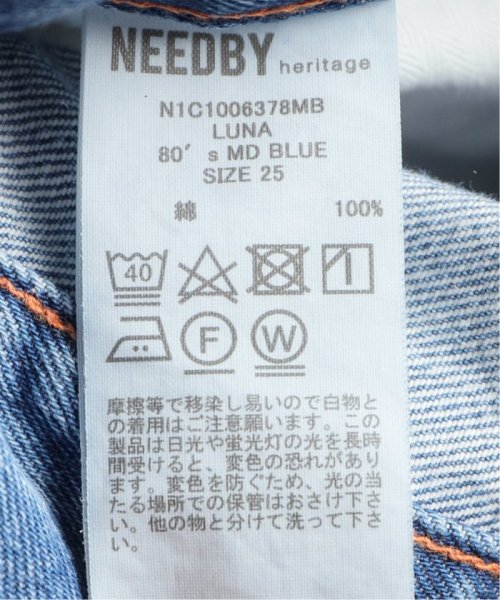 NEEDBY heritage
N1C1006378MB
LUNA
80's MD BLUE
SIZE 25
綿 100%
40
F W
摩擦等で移染し易いので白物と
の着用はご注意願います。この
製品は日光や蛍光灯の光を長時
間受けると、変色の恐れがあり
ます。変色を防ぐため、光の当
たる場所での保管はおさけ下さ
い。他の物と分けて洗って下さ
い。